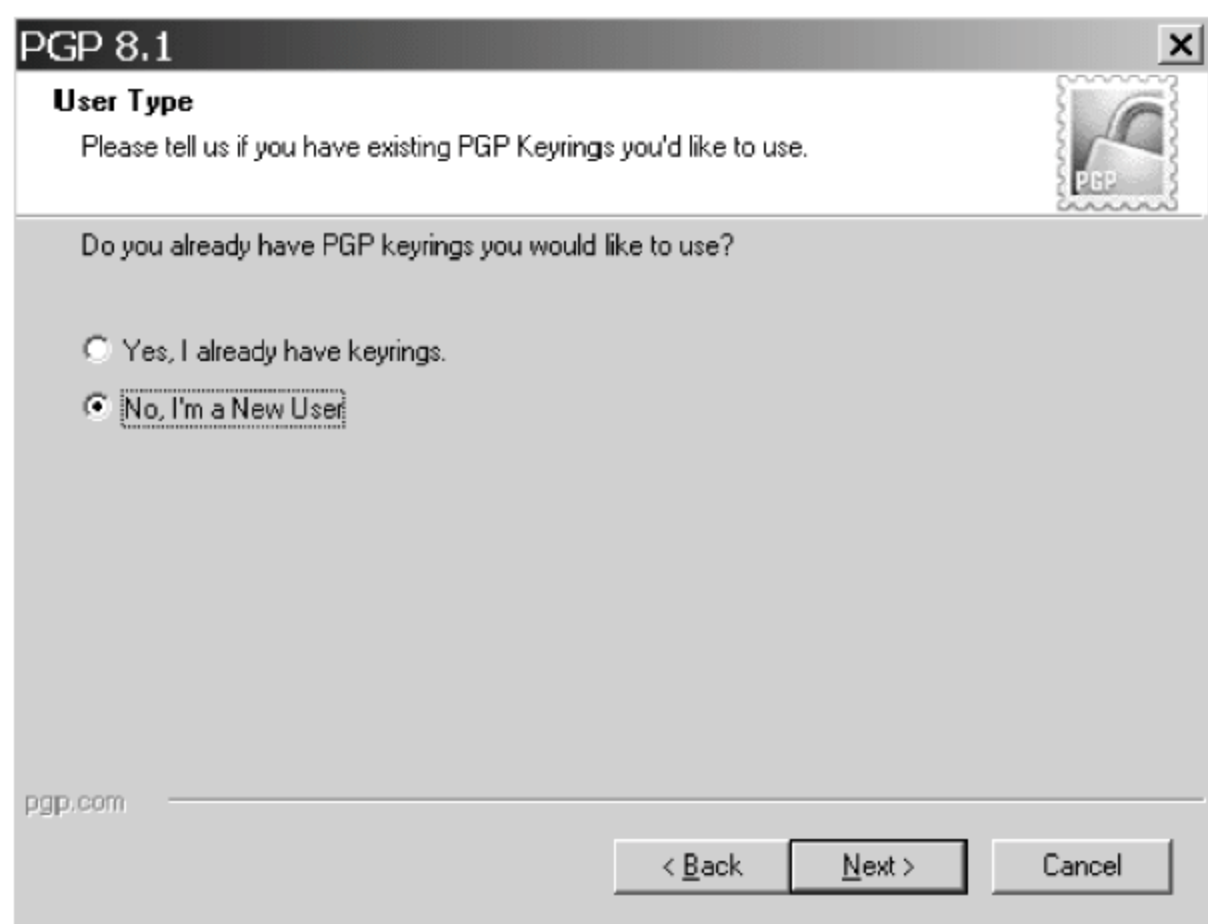 PGP 8.1
User Type
Please tell us if you have existing PGP Keyrings you'd like to use.
PGP
Do you already have PGP keyrings you would like to use?
Yes, I already have keyrings.
No, I'm a New User
pgp.com
< Back Next > Cancel